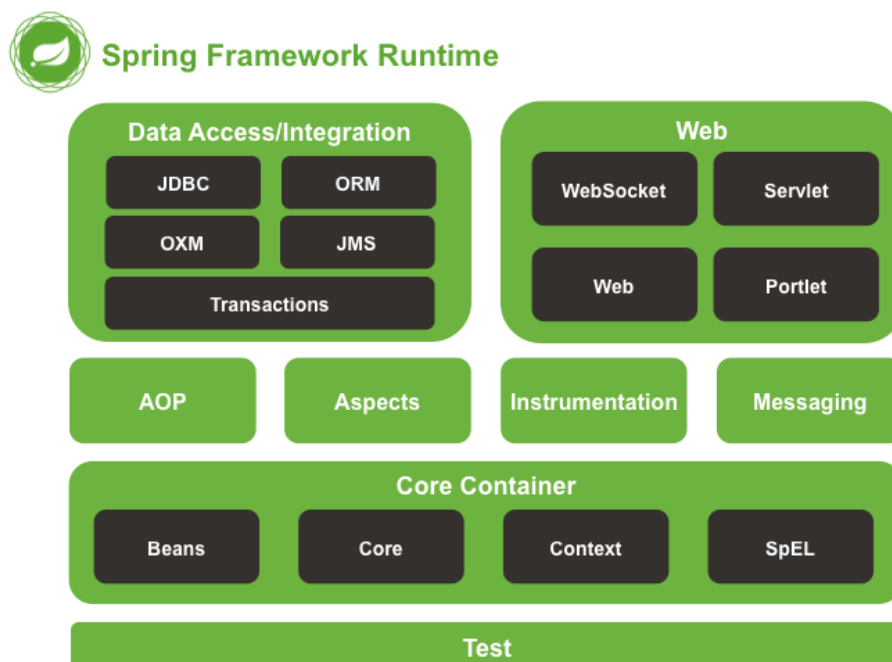 Spring Framework Runtime
Data Access/Integration
JDBC
ORM
OXM
JMS
Transactions
Web
WebSocket
Servlet
Web
Portlet
AOP
Aspects
Instrumentation
Messaging
Core Container
Beans
Core
Context
SpEL
Test